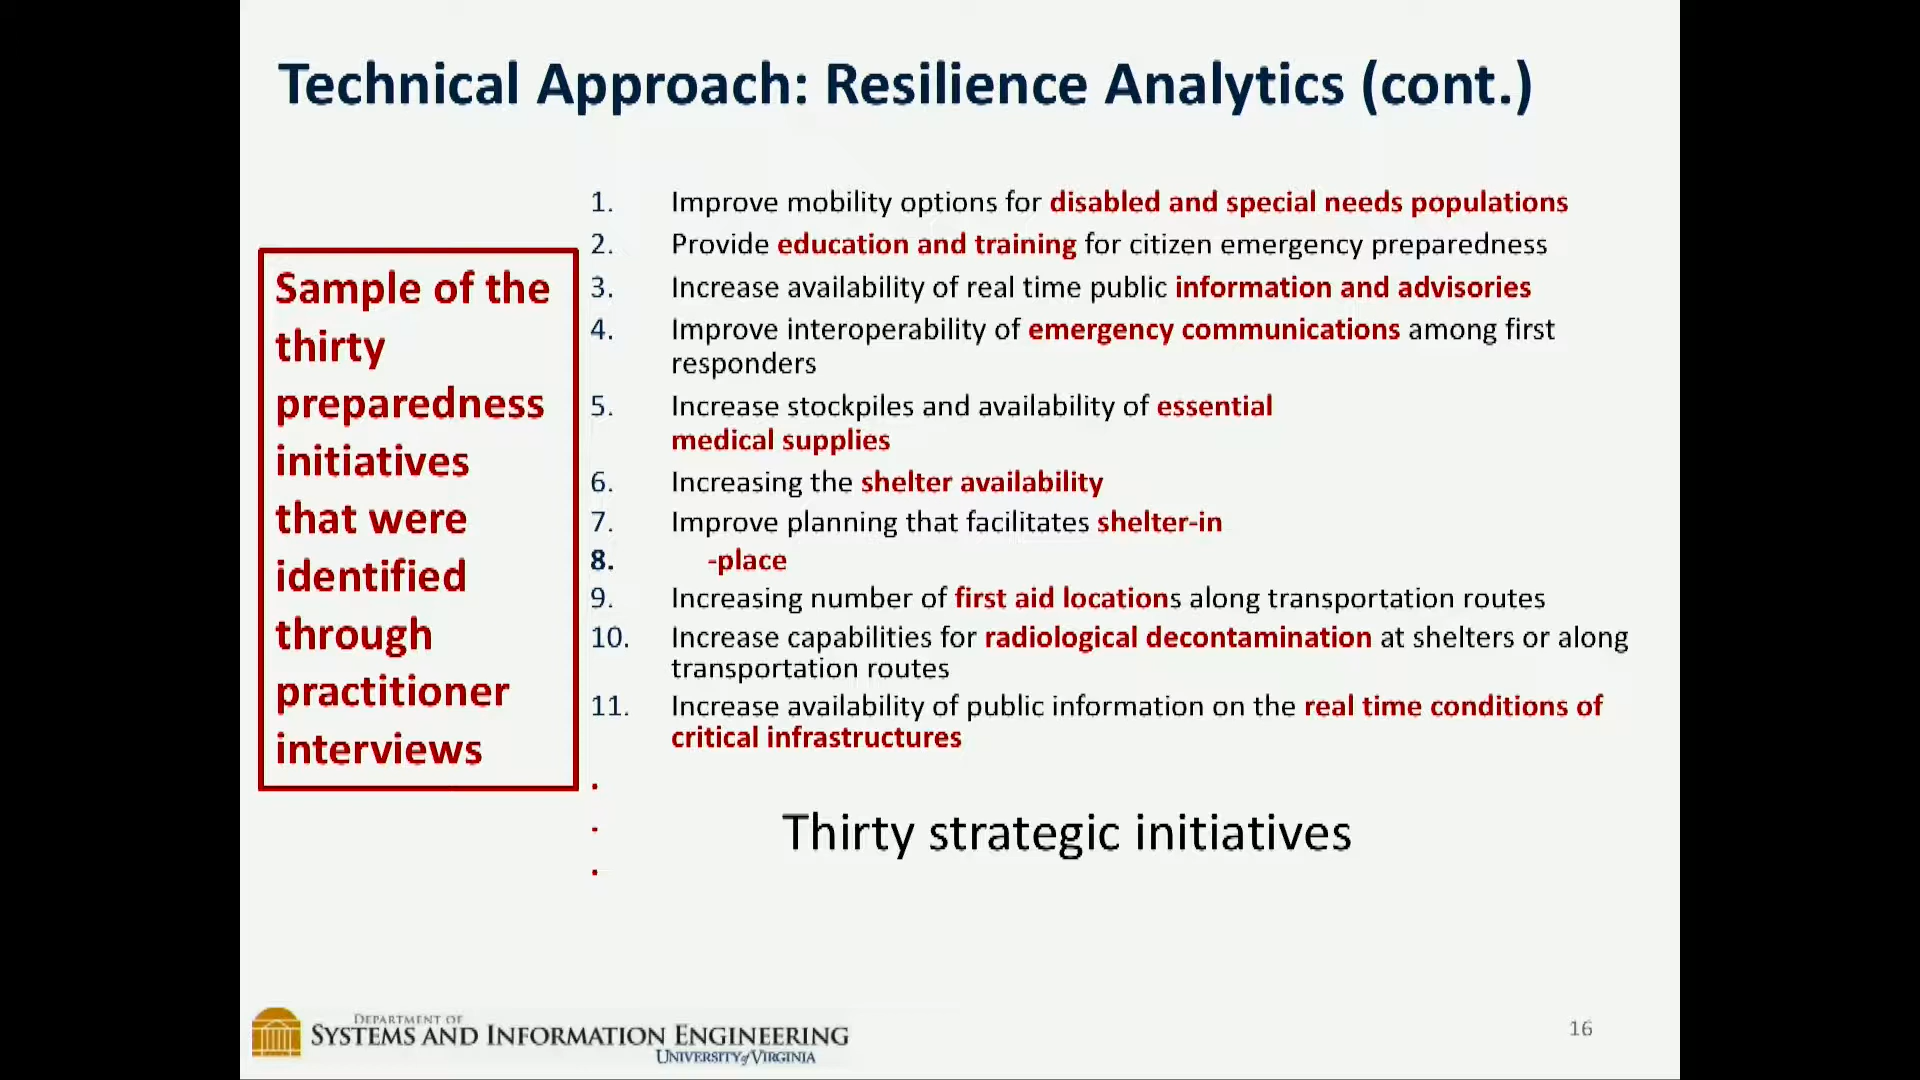 Technical Approach: Resilience Analytics (cont.)
Sample of the
thirty
preparedness
initiatives
that were
identified
through
practitioner
interviews
1. Improve mobility options for disabled and special needs populations
2. Provide education and training for citizen emergency preparedness
3. Increase availability of real time public information and advisories
4. Improve interoperability of emergency communications among first
responders
5. Increase stockpiles and availability of essential
medical supplies
6. Increasing the shelter availability
7. Improve planning that facilitates shelter-in
8. -place
9. Increasing number of first aid locations along transportation routes
10. Increase capabilities for radiological decontamination at shelters or along
transportation routes
11. Increase availability of public information on the real time conditions of
critical infrastructures
.
.
.
Thirty strategic initiatives
DEPARTMENT OF
SYSTEMS AND INFORMATION ENGINEERING
UNIVERSITY of VIRGINIA
16